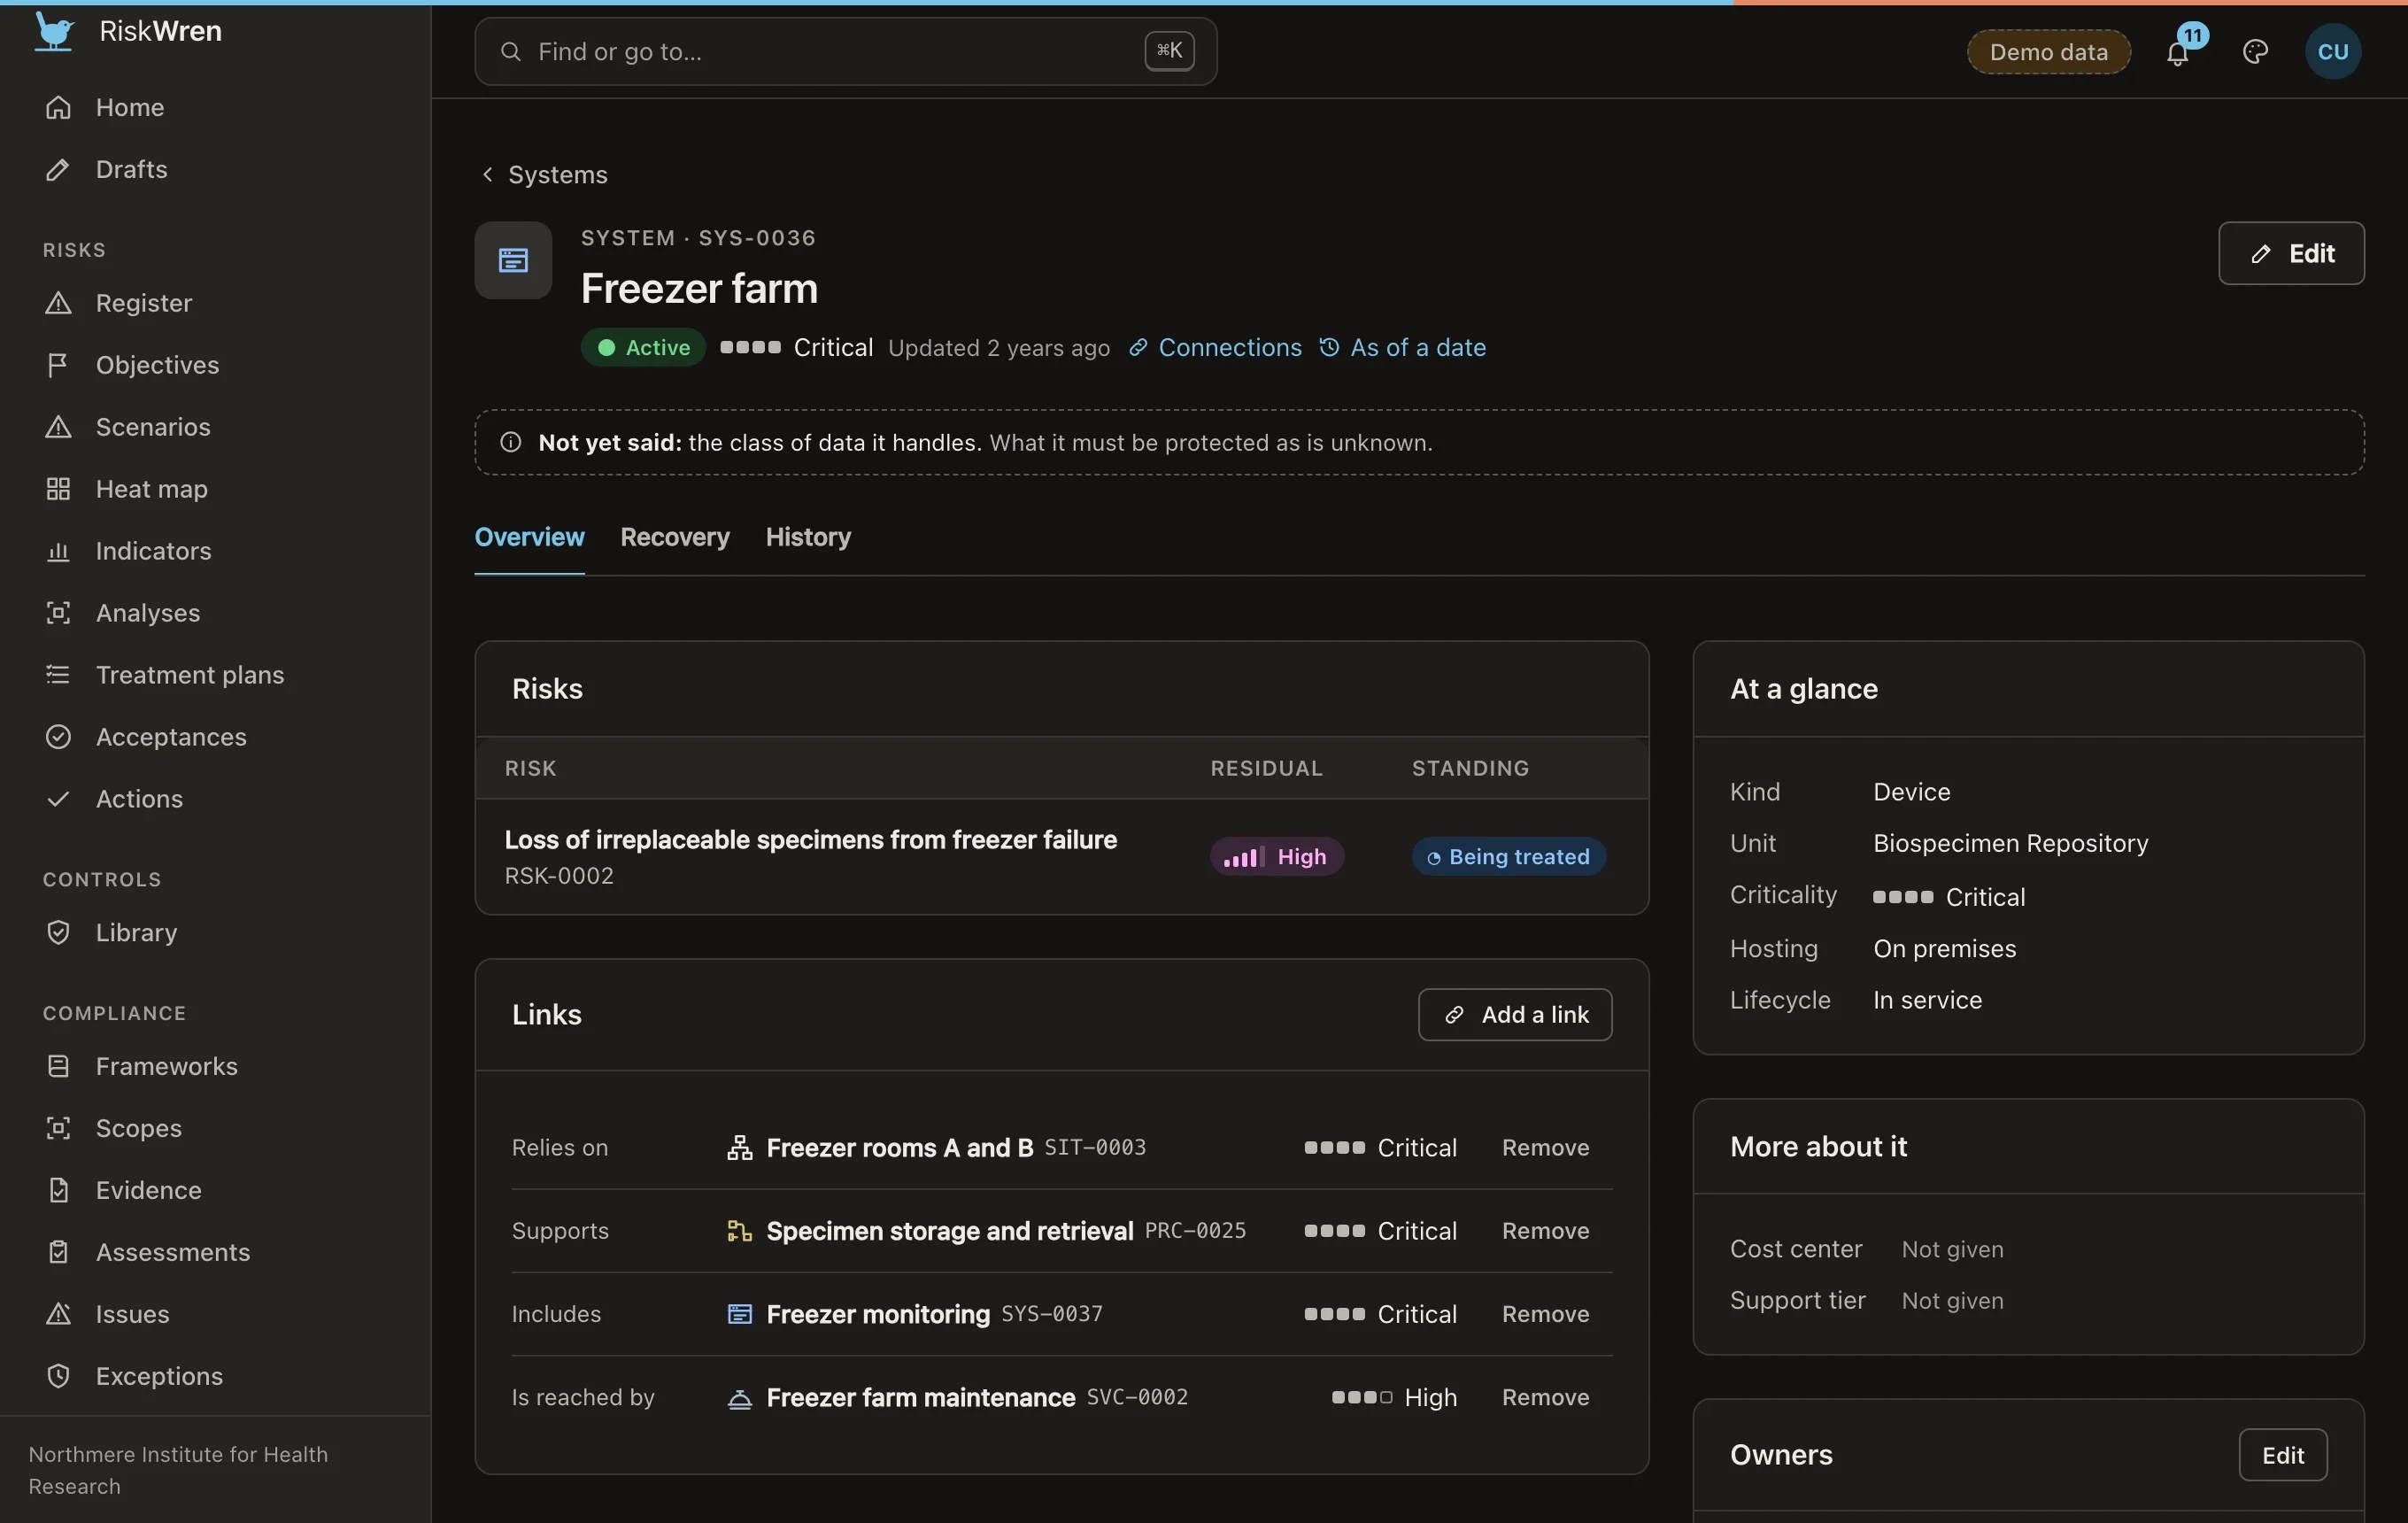 RiskWren
Find or go to...
⌘K
Demo data
11
CU
Home
Drafts
RISKS
Register
Objectives
Scenarios
Heat map
Indicators
Analyses
Treatment plans
Acceptances
Actions
CONTROLS
Library
COMPLIANCE
Frameworks
Scopes
Evidence
Assessments
Issues
Exceptions
Northmere Institute for Health
Research
Systems
SYSTEM · SYS-0036
Freezer farm
Edit
Active Critical Updated 2 years ago Connections As of a date
Not yet said: the class of data it handles. What it must be protected as is unknown.
Overview Recovery History
Risks
RISK RESIDUAL STANDING
Loss of irreplaceable specimens from freezer failure
RSK-0002
High
Being treated
Links
Add a link
Relies on Freezer rooms A and B SIT-0003 Critical Remove
Supports Specimen storage and retrieval PRC-0025 Critical Remove
Includes Freezer monitoring SYS-0037 Critical Remove
Is reached by Freezer farm maintenance SVC-0002 High Remove
At a glance
Kind Device
Unit Biospecimen Repository
Criticality Critical
Hosting On premises
Lifecycle In service
More about it
Cost center Not given
Support tier Not given
Owners
Edit